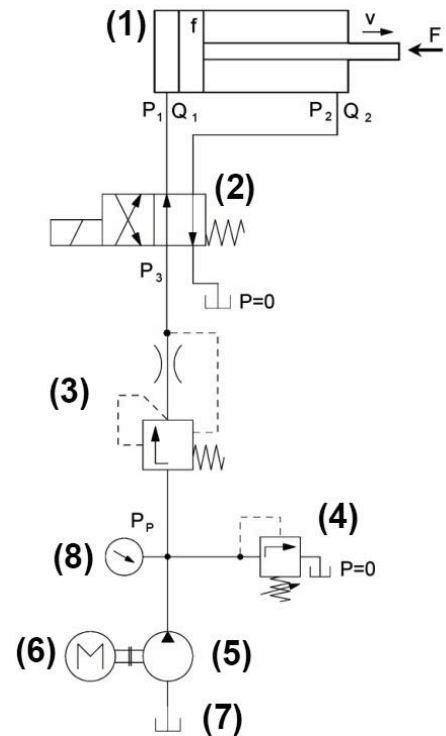 (1) f v F
P1 Q1 P2 Q2
(2)
P3
P=0
(3)
(4)
PP
(8) P=0
(6) M (5)
(7)